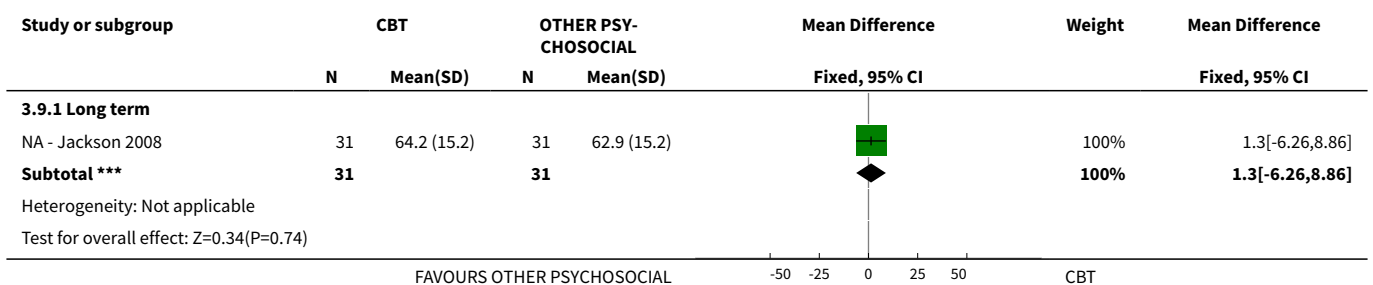 Study or subgroup CBT OTHER PSY- Mean Difference Weight Mean Difference
CHOSOCIAL
N Mean(SD) N Mean(SD) Fixed, 95% CI Fixed, 95% CI
3.9.1 Long term
NA - Jackson 2008 31 64.2 (15.2) 31 62.9 (15.2) 100% 1.3[-6.26,8.86]
Subtotal *** 31 31 100% 1.3[-6.26,8.86]
Heterogeneity: Not applicable
Test for overall effect: Z=0.34(P=0.74)
FAVOURS OTHER PSYCHOSOCIAL -50 -25 0 25 50 CBT